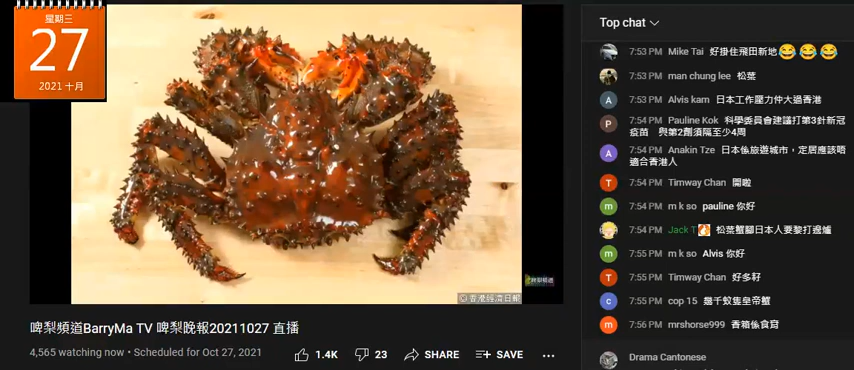 星期三
27
2021 十月
© 香港經濟日報
啤梨頻道
啤梨頻道BarryMa TV 啤梨晚報20211027 直播
4,565 watching now • Scheduled for Oct 27, 2021
1.4K
23
SHARE
SAVE
Top chat
7:53 PM Mike Tai 好掛住飛田新地😂😂😂
7:53 PM man chung lee 松葉
7:53 PM Alvis kam 日本工作壓力仲大過香港
7:54 PM Pauline Kok 科學委員會建議打第3針新冠
疫苗 與第2劑須隔至少4周
7:54 PM Anakin Tze 日本係旅遊城市，定居應該唔
適合香港人
7:54 PM Timway Chan 開啦
7:54 PM m k so pauline 你好
7:54 PM Jack T 松葉蟹腳日本人要黎打邊爐
7:55 PM m k so Alvis 你好
7:55 PM Timway Chan 好多籽
7:55 PM cop 15 幾千蚊隻皇帝蟹
7:56 PM mrshorse999 香箱係食膏
Drama Cantonese